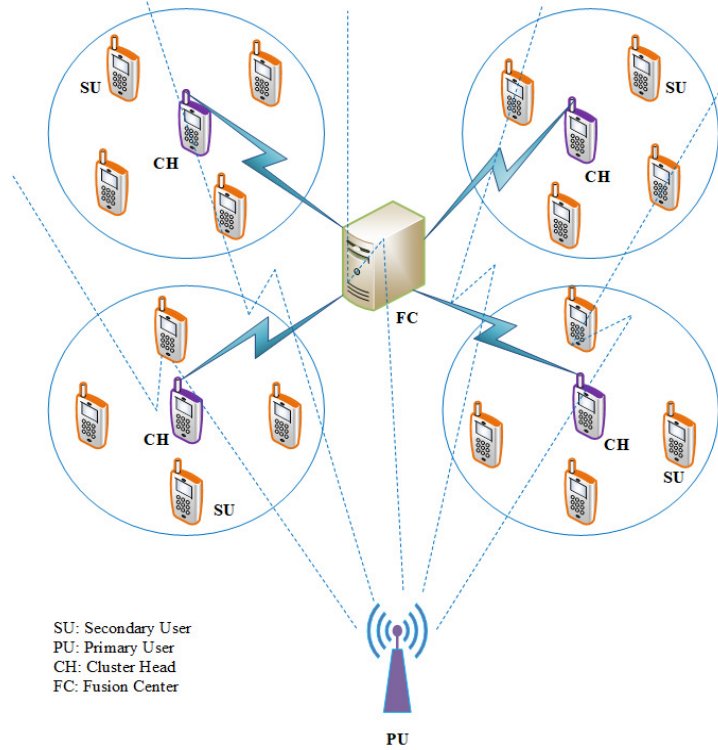 SU
SU
CH
CH
FC
CH
CH
SU
SU
SU: Secondary User
PU: Primary User
CH: Cluster Head
FC: Fusion Center
PU